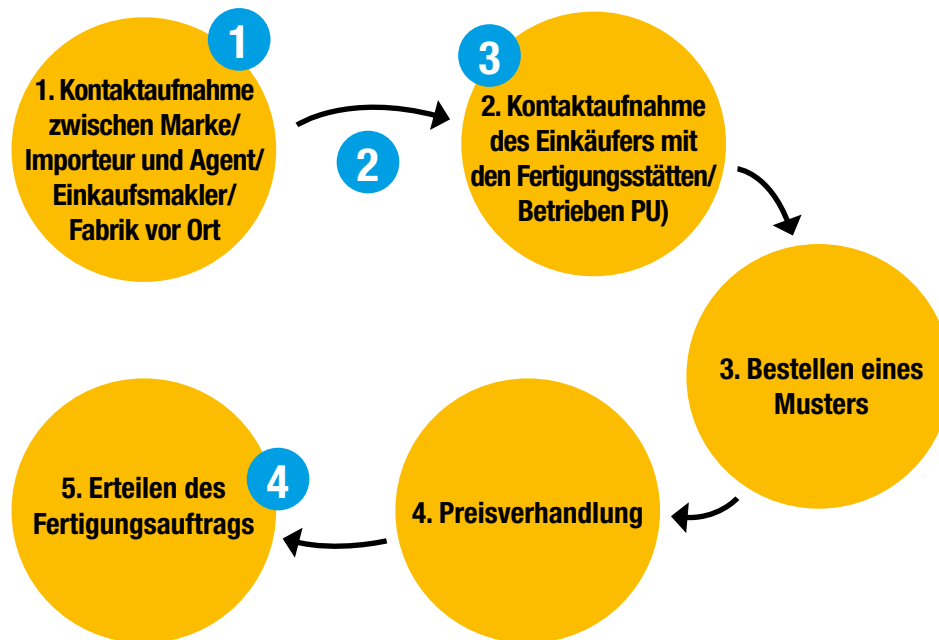 1
1. Kontaktaufnahme
zwischen Marke/
Importeur und Agent/
Einkaufsmakler/
Fabrik vor Ort
2
3
2. Kontaktaufnahme
des Einkäufers mit
den Fertigungsstätten/
Betrieben PU)
3. Bestellen eines
Musters
4. Preisverhandlung
4
5. Erteilen des
Fertigungsauftrags